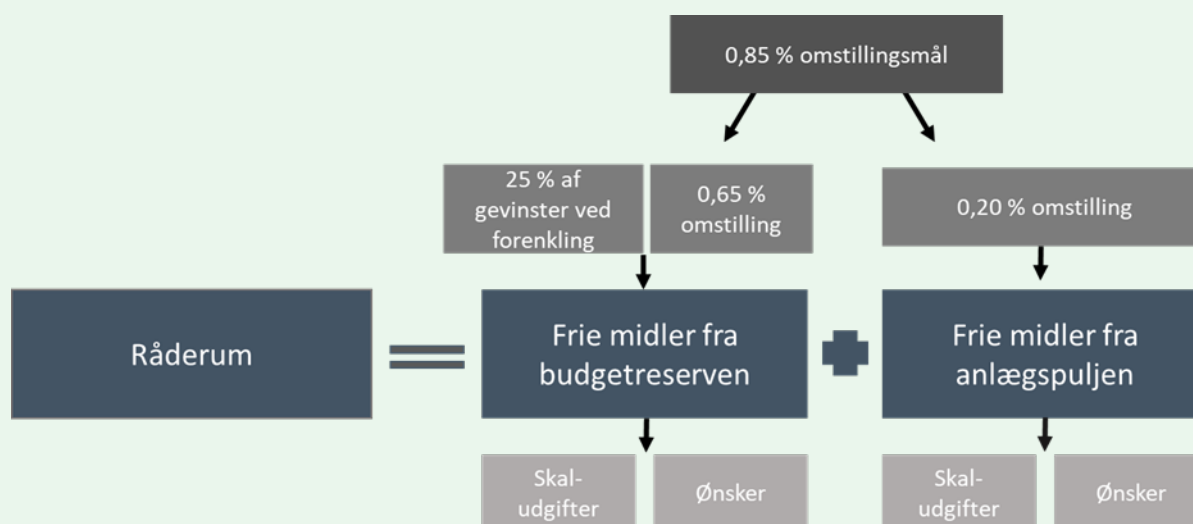 0,85 % omstillingsmål
25 % af
gevinster ved
forenkling
0,65 %
omstilling
0,20 % omstilling
Råderum
Frie midler fra
budgetreserven
Frie midler fra
anlægspuljen
Skal-
udgifter
Ønsker
Skal-
udgifter
Ønsker